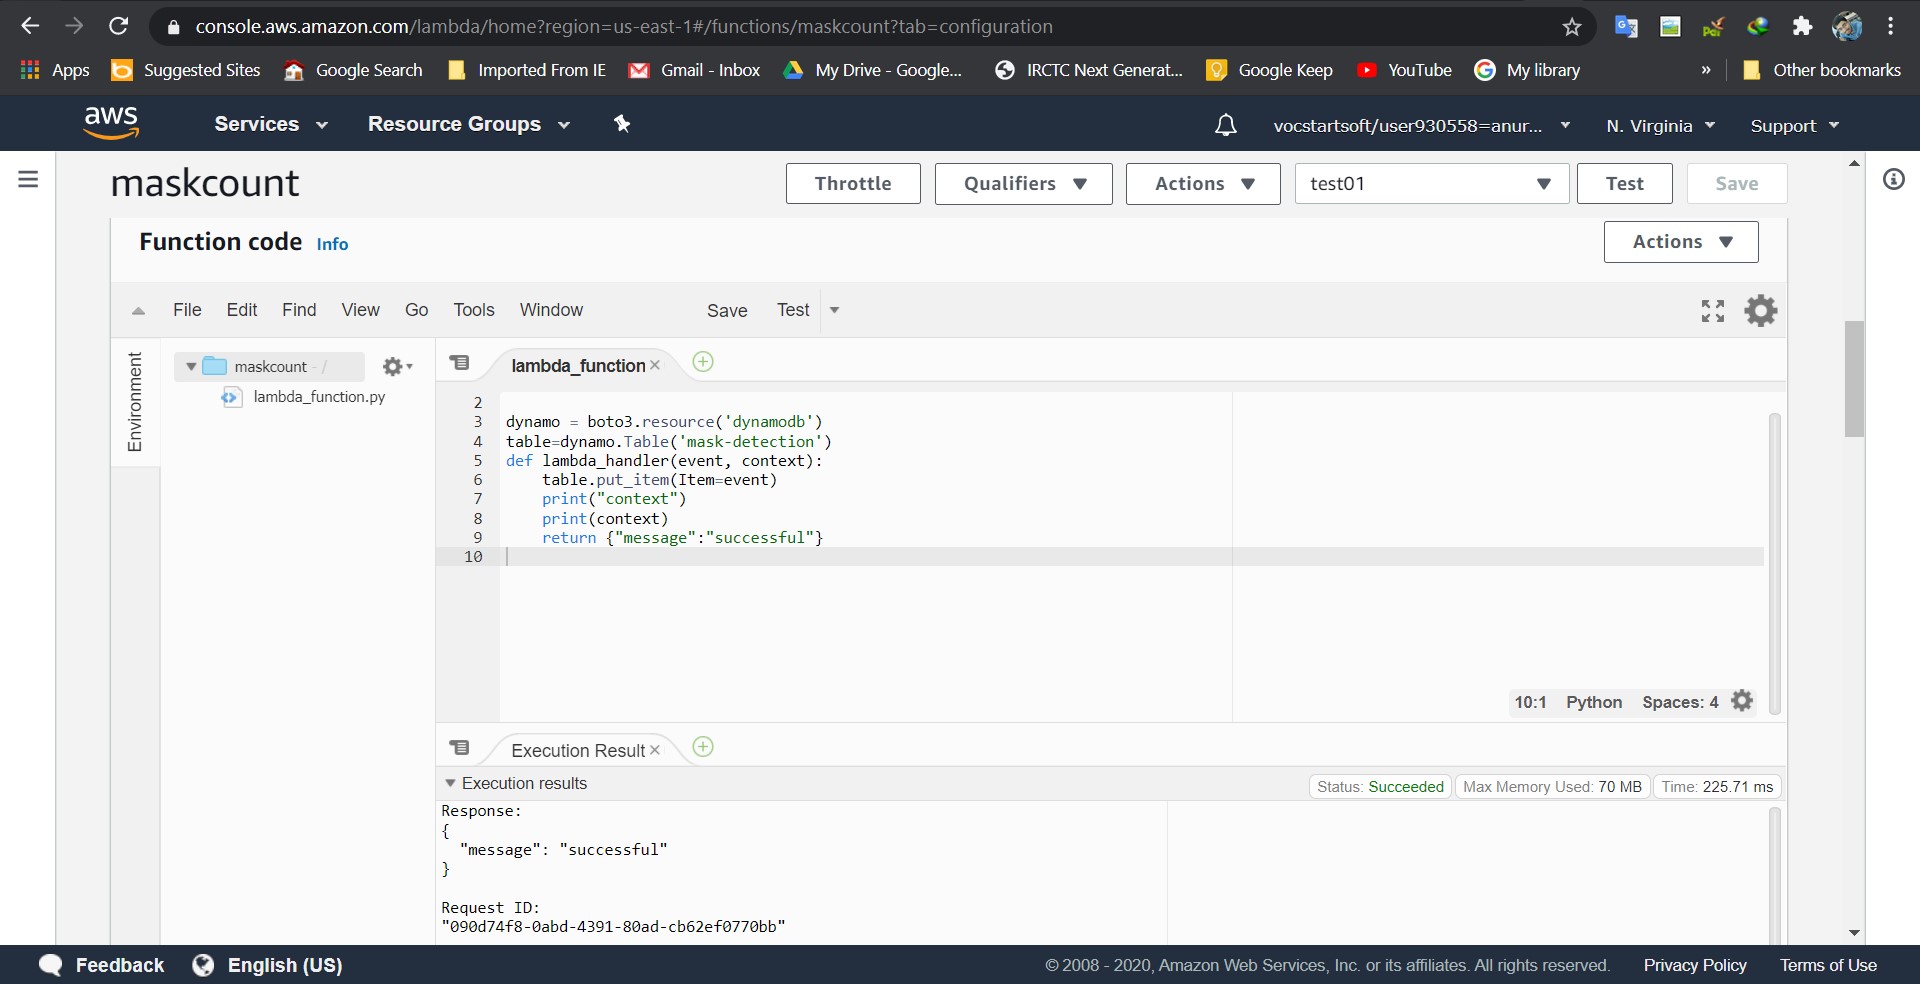 console.aws.amazon.com/lambda/home?region=us-east-1#/functions/maskcount?tab=configuration
Apps Suggested Sites Google Search Imported From IE Gmail - Inbox My Drive - Google... IRCTC Next Generat... Google Keep YouTube My library » Other bookmarks
aws Services Resource Groups vocstartsoft/user930558=anur... N. Virginia Support
maskcount Throttle Qualifiers Actions test01 Test Save
Function code Info Actions
File Edit Find View Go Tools Window Save Test
Environment
maskcount - /
lambda_function.py
lambda_function
2
3 dynamo = boto3.resource('dynamodb')
4 table=dynamo.Table('mask-detection')
5 def lambda_handler(event, context):
6     table.put_item(Item=event)
7     print("context")
8     print(context)
9     return {"message":"successful"}
10
10:1 Python Spaces: 4
Execution Result
Execution results Status: Succeeded Max Memory Used: 70 MB Time: 225.71 ms
Response:
{
  "message": "successful"
}
Request ID:
"090d74f8-0abd-4391-80ad-cb62ef0770bb"
Feedback English (US) © 2008 - 2020, Amazon Web Services, Inc. or its affiliates. All rights reserved. Privacy Policy Terms of Use